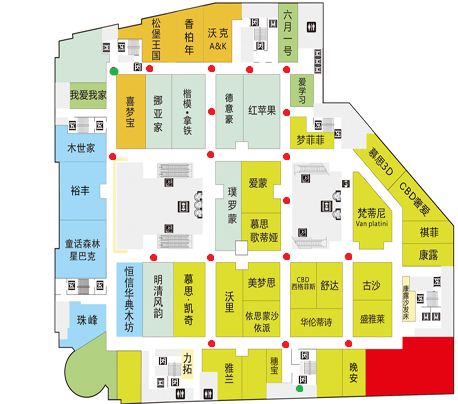 松堡王国
香柏年
沃克
A&K
六月一号
我爱我家
喜梦宝
挪亚家
楷模·拿铁
德意豪
红苹果
爱学习
梦菲菲
木世家
慕思3D
CBD奢爱
裕丰
璞罗蒙
爱蒙
慕思
歌蒂娅
梵蒂尼
Van platini
祺菲
康露
童话森林
星巴克
恒信华典木坊
明清风韵
慕思·凯奇
沃里
美梦思
CBD
西格菲斯
舒达
古沙
康露沙发床
珠峰
依思蒙沙
依派
华伦蒂诗
盛雅莱
力拓
雅兰
穗宝
晚安